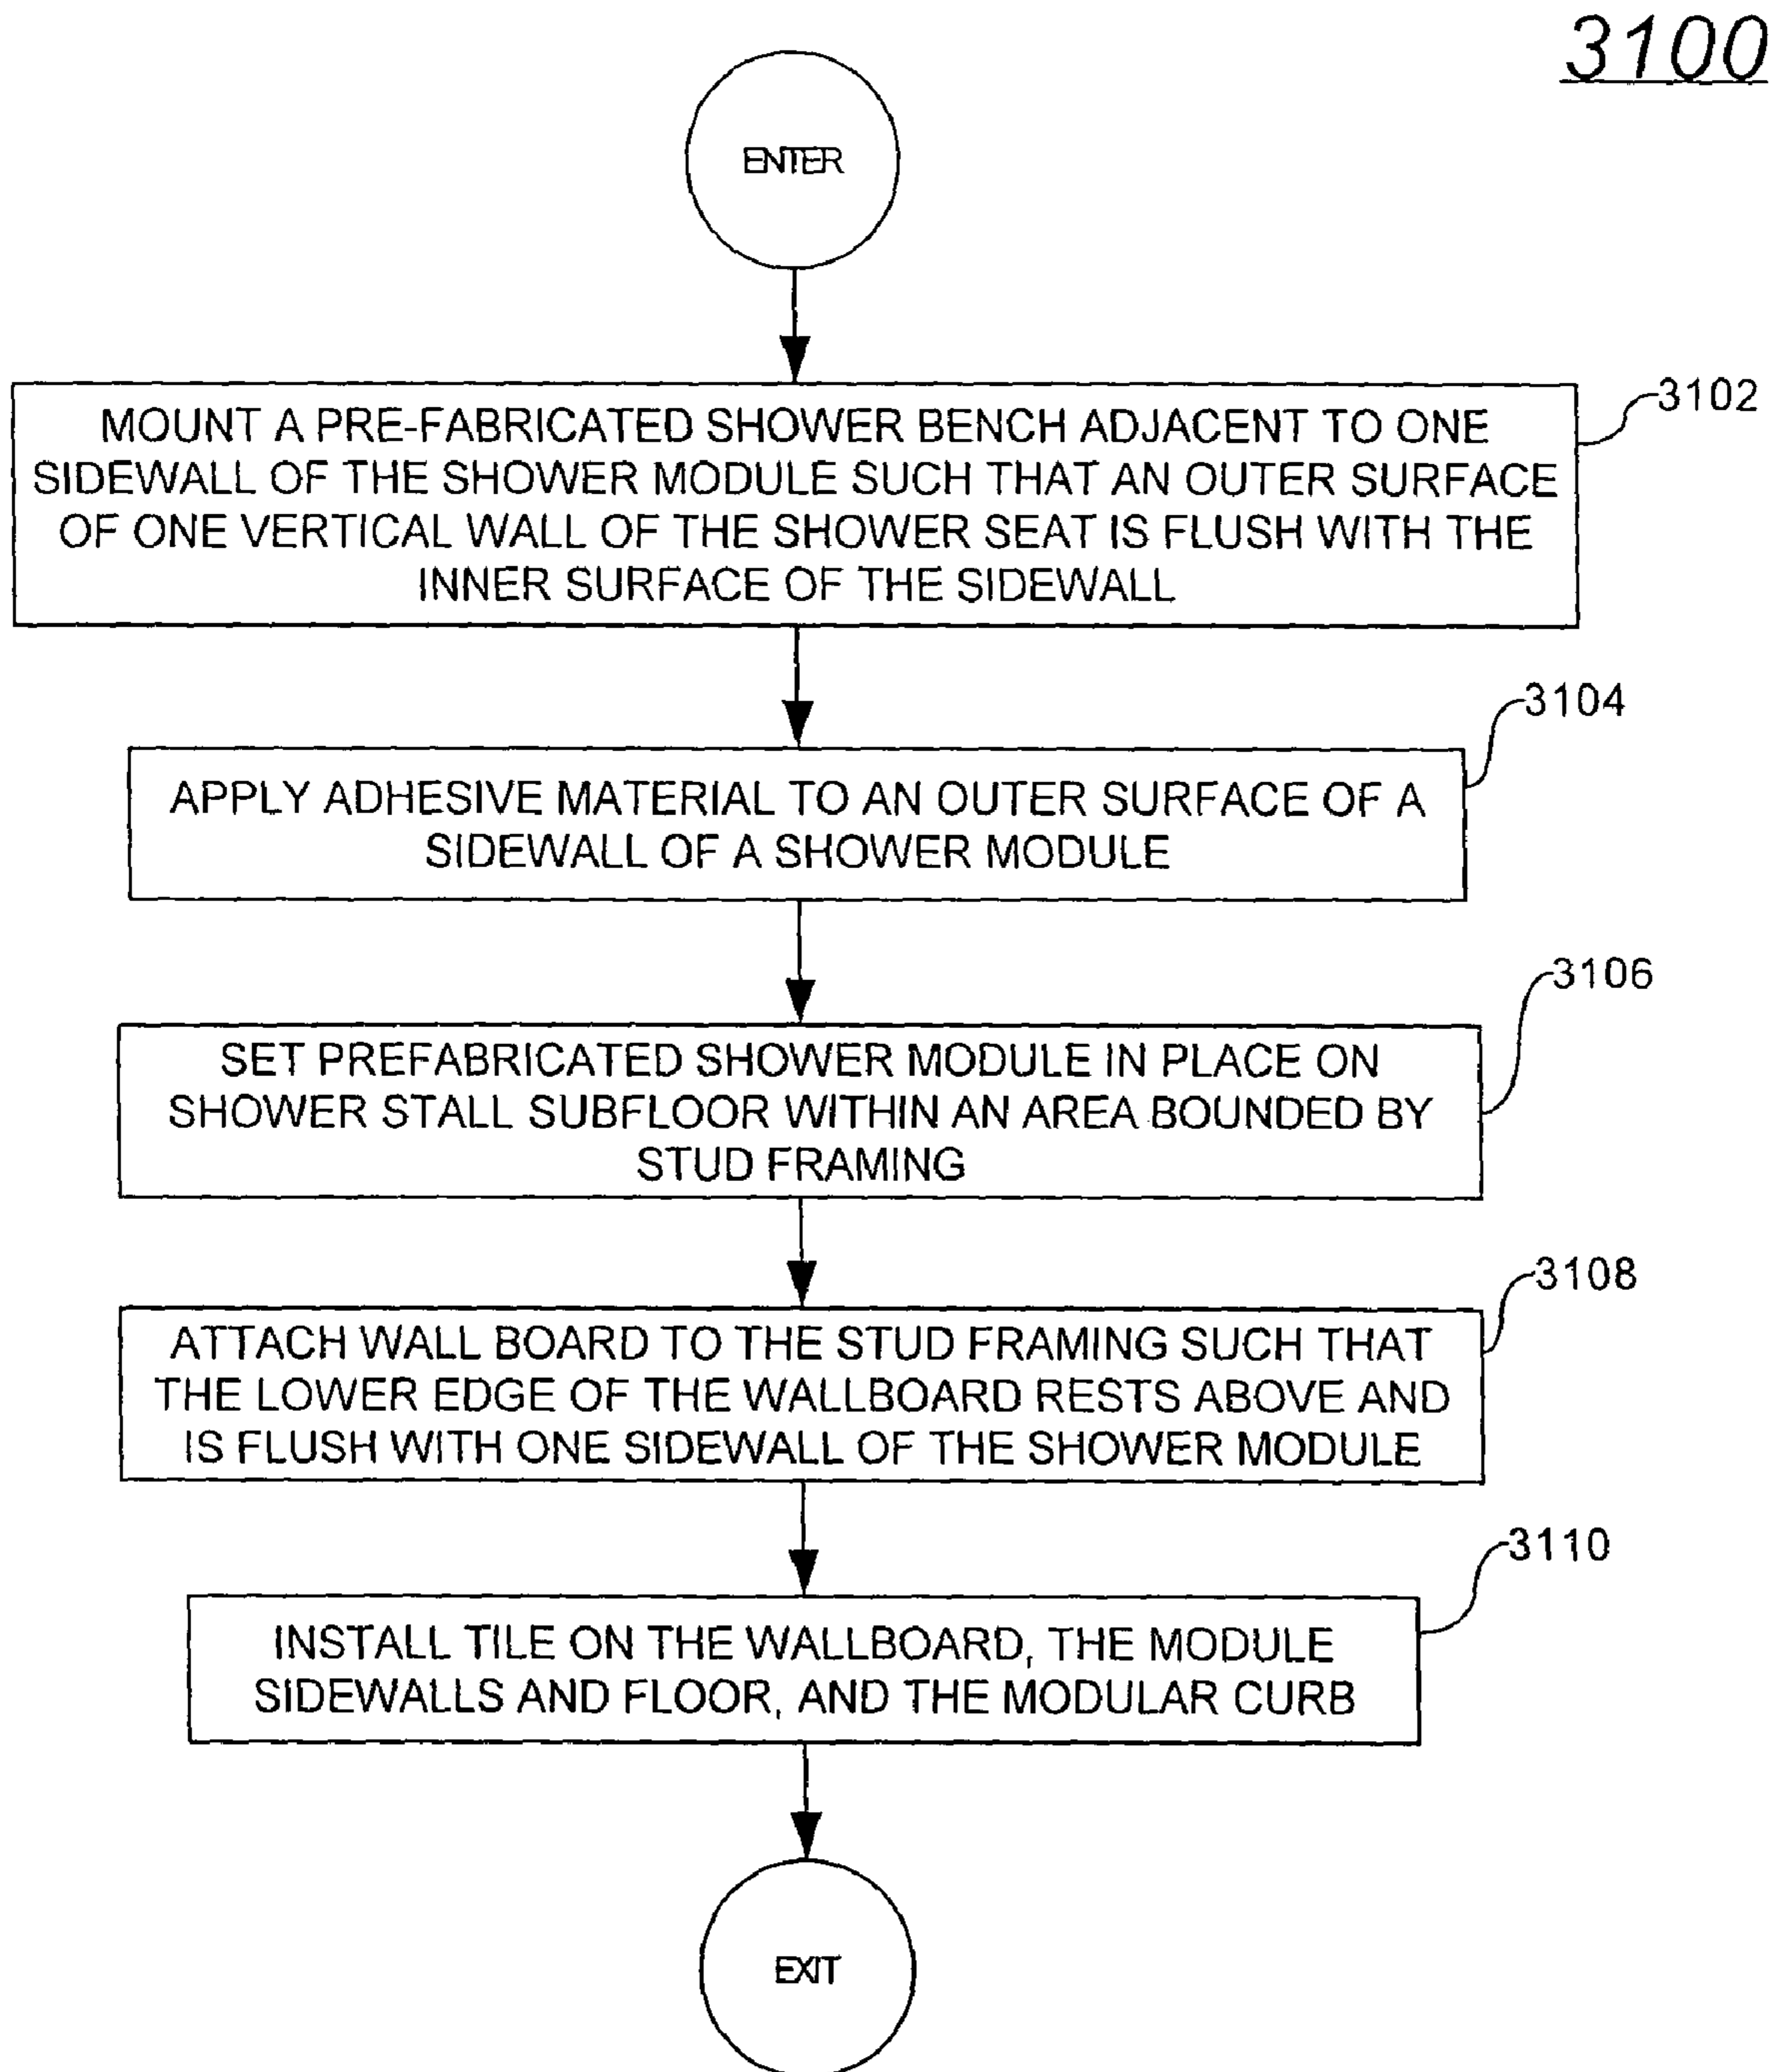 3100
ENTER
MOUNT A PRE-FABRICATED SHOWER BENCH ADJACENT TO ONE
SIDEWALL OF THE SHOWER MODULE SUCH THAT AN OUTER SURFACE
OF ONE VERTICAL WALL OF THE SHOWER SEAT IS FLUSH WITH THE
INNER SURFACE OF THE SIDEWALL
3102
APPLY ADHESIVE MATERIAL TO AN OUTER SURFACE OF A
SIDEWALL OF A SHOWER MODULE
3104
SET PREFABRICATED SHOWER MODULE IN PLACE ON
SHOWER STALL SUBFLOOR WITHIN AN AREA BOUNDED BY
STUD FRAMING
3106
ATTACH WALL BOARD TO THE STUD FRAMING SUCH THAT
THE LOWER EDGE OF THE WALLBOARD RESTS ABOVE AND
IS FLUSH WITH ONE SIDEWALL OF THE SHOWER MODULE
3108
INSTALL TILE ON THE WALLBOARD, THE MODULE
SIDEWALLS AND FLOOR, AND THE MODULAR CURB
3110
EXIT